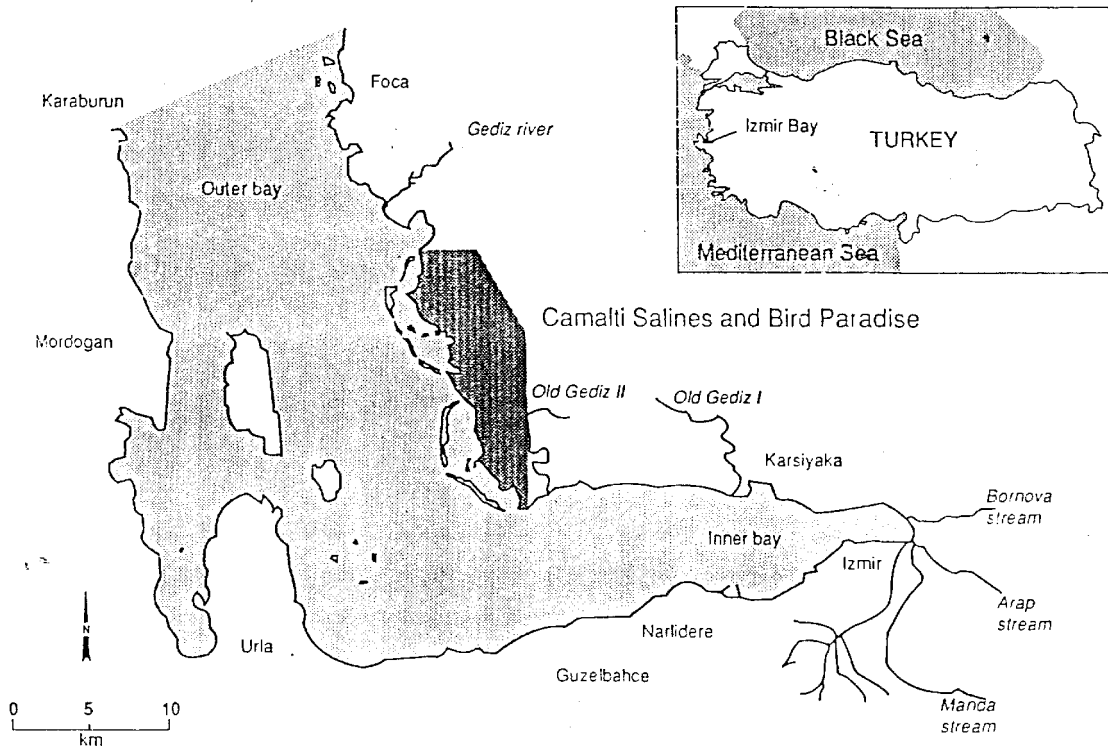 Black Sea
Izmir Bay
TURKEY
Mediterranean Sea
Karaburun
Foca
Gediz river
Outer bay
Camalti Salines and Bird Paradise
Mordogan
Old Gediz II
Old Gediz I
Karsiyaka
Bornova
stream
Inner bay
Izmir
Arap
stream
N
Urla
Narlidere
Guzelbahce
Manda
stream
0 5 10
km